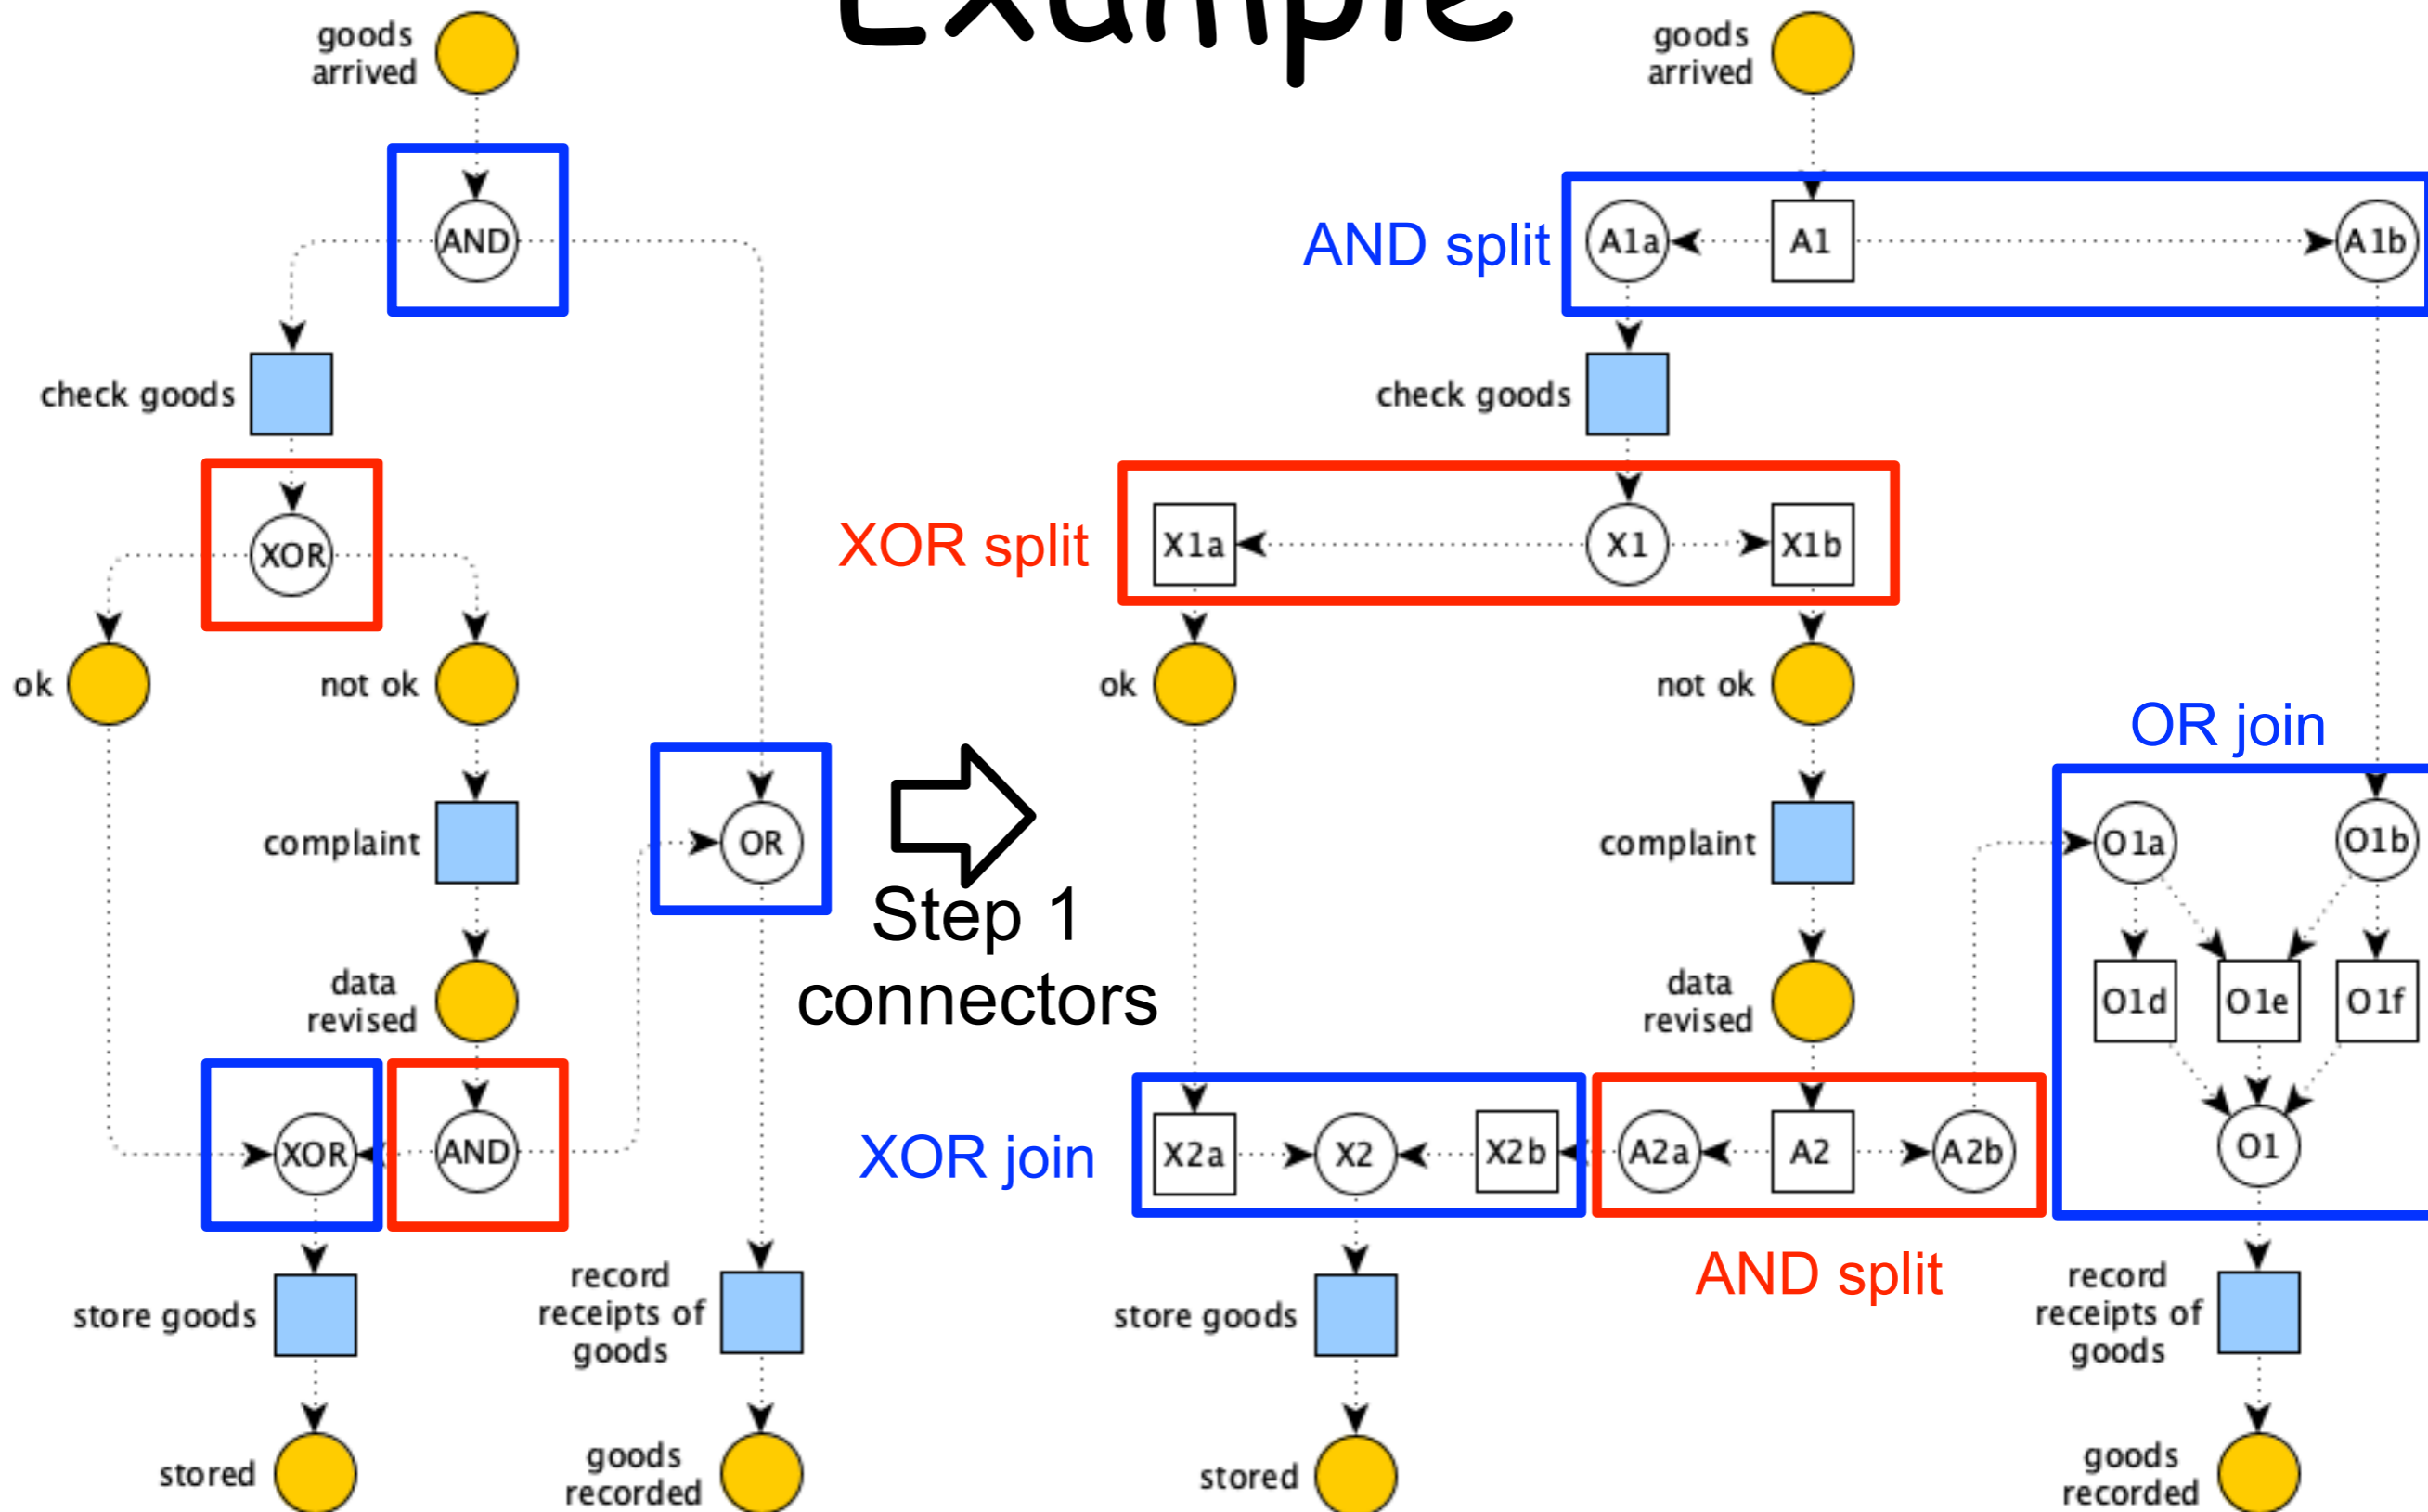 Example
goods
arrived
AND
check goods
XOR
ok
not ok
complaint
OR
data
revised
XOR
AND
store goods
record
receipts of
goods
stored
goods
recorded
Step 1
connectors
goods
arrived
AND split
A1a
A1
A1b
check goods
XOR split
X1a
X1
X1b
ok
not ok
OR join
complaint
O1a
O1b
data
revised
O1d
O1e
O1f
XOR join
X2a
X2
X2b
A2a
A2
A2b
O1
AND split
store goods
record
receipts of
goods
stored
goods
recorded